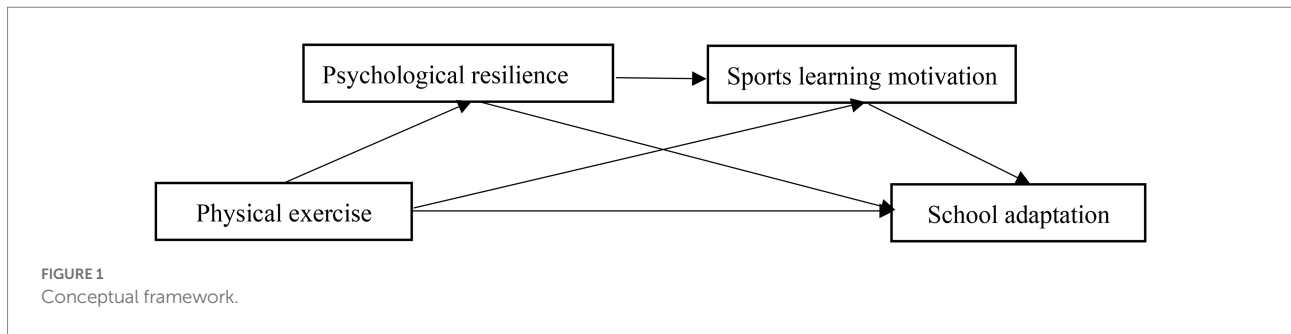 Psychological resilience
Sports learning motivation
Physical exercise
School adaptation
FIGURE 1
Conceptual framework.